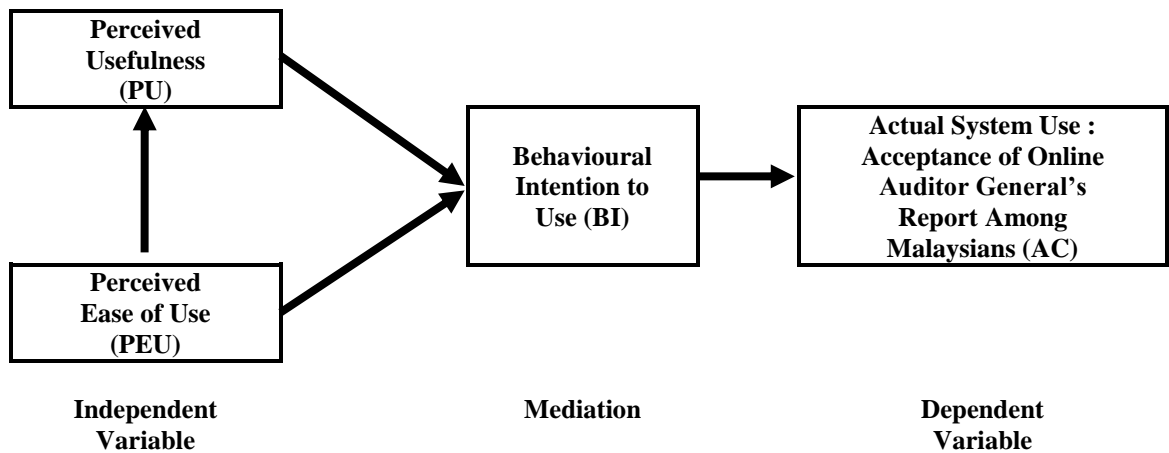 Perceived
Usefulness
(PU)
Perceived
Ease of Use
(PEU)
Behavioural
Intention to
Use (BI)
Actual System Use :
Acceptance of Online
Auditor General’s
Report Among
Malaysians (AC)
Independent
Variable
Mediation
Dependent
Variable